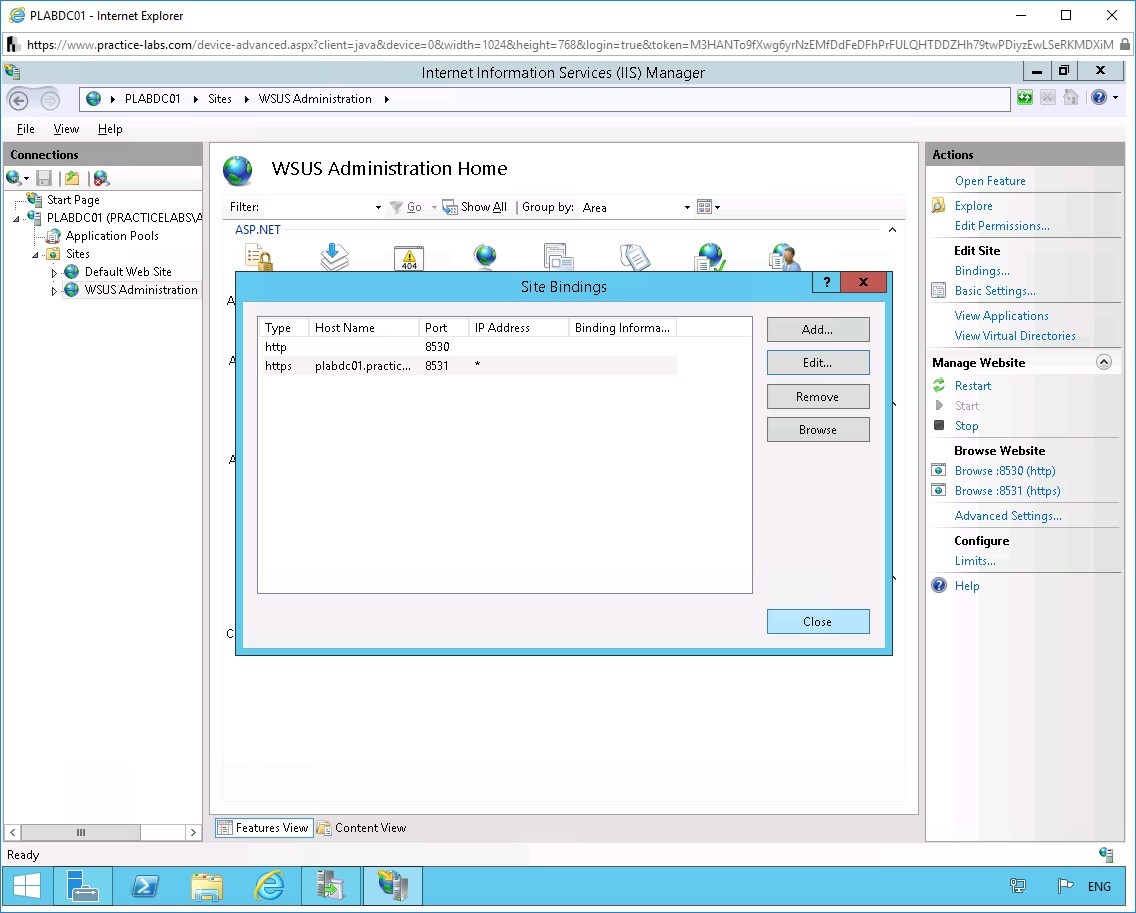 PLABDC01 - Internet Explorer
https://www.practice-labs.com/device-advanced.aspx?client=java&device=0&width=1024&height=768&login=true&token=M3HANTo9fXwg6yrNzEMfDdFeDFhPrFULQHTDDZHh79twPDiyzEwLSeRKMDXiM
Internet Information Services (IIS) Manager
PLABDC01 Sites WSUS Administration
File View Help
Connections
Start Page
PLABDC01 (PRACTICELABS\A
Application Pools
Sites
Default Web Site
WSUS Administration
WSUS Administration Home
Filter: Go Show All Group by: Area
ASP.NET
404
Site Bindings
?
Type Host Name Port IP Address Binding Informa...
http 8530
https plabdc01.practic... 8531 *
Add...
Edit...
Remove
Browse
Close
Features View Content View
Actions
Open Feature
Explore
Edit Permissions...
Edit Site
Bindings...
Basic Settings...
View Applications
View Virtual Directories
Manage Website
Restart
Start
Stop
Browse Website
Browse :8530 (http)
Browse :8531 (https)
Advanced Settings...
Configure
Limits...
Help
Ready
ENG